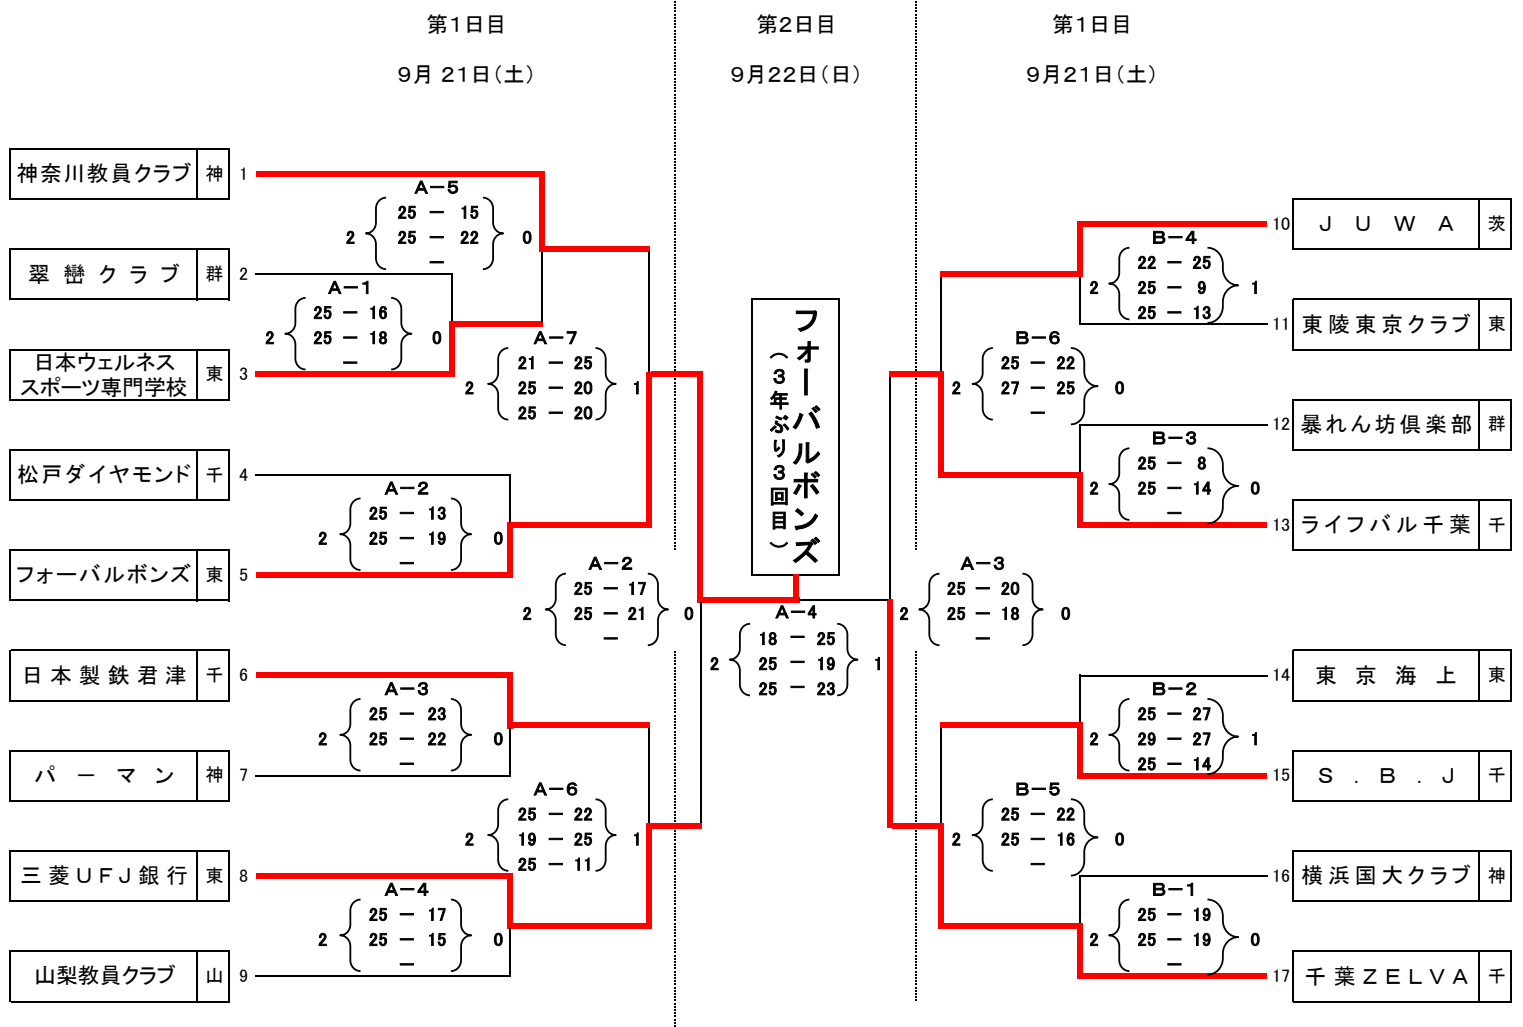 第1日目
第2日目
第1日目
9月 21日(土)
9月22日(日)
9月21日(土)
神奈川教員クラブ 神 1
翠巒クラブ 群 2
日本ウェルネス
スポーツ専門学校 東 3
松戸ダイヤモンド 千 4
フォーバルボンズ 東 5
日本製鉄君津 千 6
パーマン 神 7
三菱UFJ銀行 東 8
山梨教員クラブ 山 9
A-5
25 - 15
2 25 - 22 0
-
A-1
25 - 16
2 25 - 18 0
-
A-7
21 - 25
2 25 - 20 1
25 - 20
A-2
25 - 13
2 25 - 19 0
-
A-2
25 - 17
2 25 - 21 0
-
A-3
25 - 23
2 25 - 22 0
-
A-6
25 - 22
2 19 - 25 1
25 - 11
A-4
25 - 17
2 25 - 15 0
-
フォーバルボンズ
(3年ぶり3回目)
A-4
18 - 25
2 25 - 19 1
25 - 23
A-3
25 - 20
2 25 - 18 0
-
B-4
22 - 25
2 25 - 9 1
25 - 13
B-6
25 - 22
2 27 - 25 0
-
B-3
25 - 8
2 25 - 14 0
-
B-2
25 - 27
2 29 - 27 1
25 - 14
B-5
25 - 22
2 25 - 16 0
-
B-1
25 - 19
2 25 - 19 0
-
10 JUWA 茨
11 東陵東京クラブ 東
12 暴れん坊倶楽部 群
13 ライフバル千葉 千
14 東京海上 東
15 S.B.J 千
16 横浜国大クラブ 神
17 千葉ZELVA 千